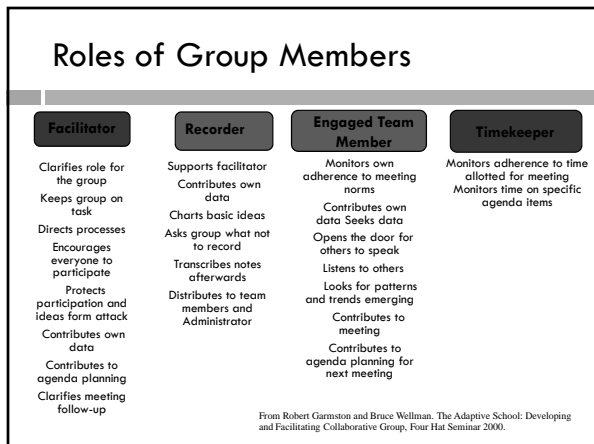 Roles of Group Members
Facilitator
Clarifies role for
the group
Keeps group on
task
Directs processes
Encourages
everyone to
participate
Protects
participation and
ideas form attack
Contributes own
data
Contributes to
agenda planning
Clarifies meeting
follow-up
Recorder
Supports facilitator
Contributes own
data
Charts basic ideas
Asks group what not
to record
Transcribes notes
afterwards
Distributes to team
members and
Administrator
Engaged Team
Member
Monitors own
adherence to meeting
norms
Contributes own
data Seeks data
Opens the door for
others to speak
Listens to others
Looks for patterns
and trends emerging
Contributes to
meeting
Contributes to
agenda planning for
next meeting
Timekeeper
Monitors adherence to time
allotted for meeting
Monitors time on specific
agenda items
From Robert Garmston and Bruce Wellman. The Adaptive School: Developing
and Facilitating Collaborative Group, Four Hat Seminar 2000.